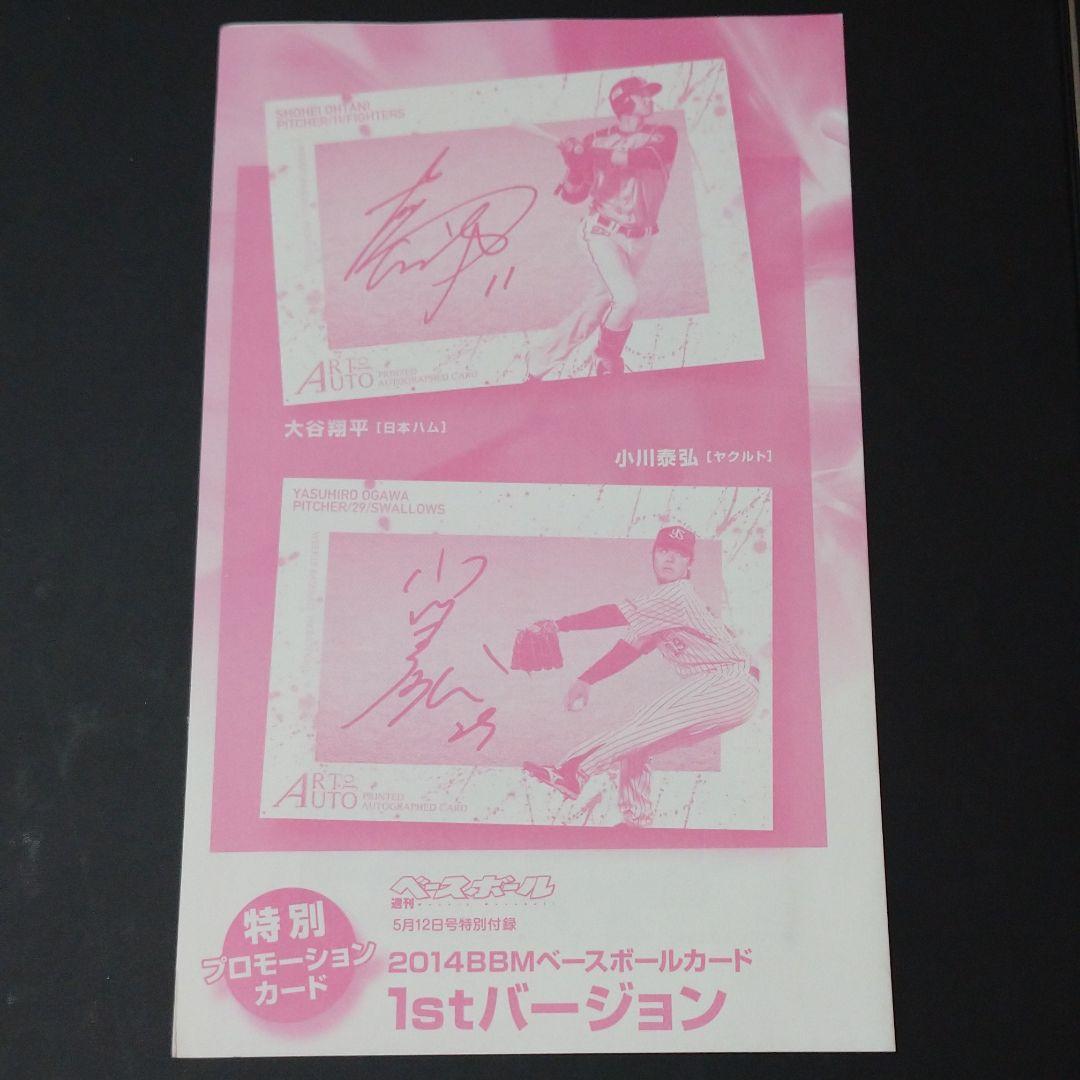 SHOHEI OHTANI
PITCHER/11/FIGHTERS
11
ART to AUTO
PRINTED
AUTOGRAPHED CARD
大谷翔平 [日本ハム]
小川泰弘 [ヤクルト]
YASUHIRO OGAWA
PITCHER/29/SWALLOWS
29
ART to AUTO
PRINTED
AUTOGRAPHED CARD
特別
プロモーション
カード
週刊ベースボール
5月12日号特別付録
2014BBMベースボールカード
1stバージョン